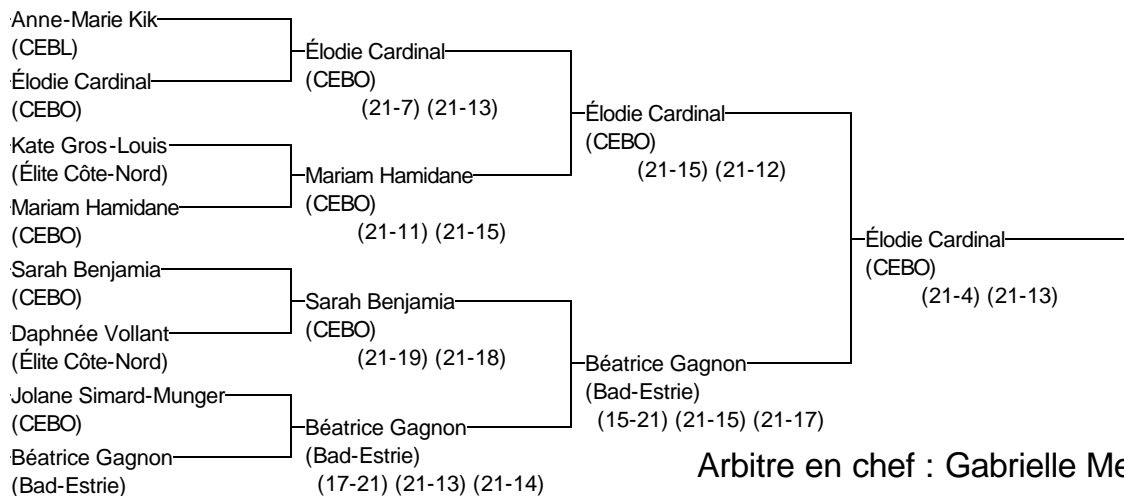 Anne-Marie Kik
(CEBL)
Élodie Cardinal
(CEBO)
Kate Gros-Louis
(Élite Côte-Nord)
Mariam Hamidane
(CEBO)
Sarah Benjamia
(CEBO)
Daphnée Vollant
(Élite Côte-Nord)
Jolane Simard-Munger
(CEBO)
Béatrice Gagnon
(Bad-Estrie)
Élodie Cardinal
(CEBO)
(21-7) (21-13)
Mariam Hamidane
(CEBO)
(21-11) (21-15)
Sarah Benjamia
(CEBO)
(21-19) (21-18)
Béatrice Gagnon
(Bad-Estrie)
(17-21) (21-13) (21-14)
Élodie Cardinal
(CEBO)
(21-15) (21-12)
Béatrice Gagnon
(Bad-Estrie)
(15-21) (21-15) (21-17)
Élodie Cardinal
(CEBO)
(21-4) (21-13)
Arbitre en chef : Gabrielle